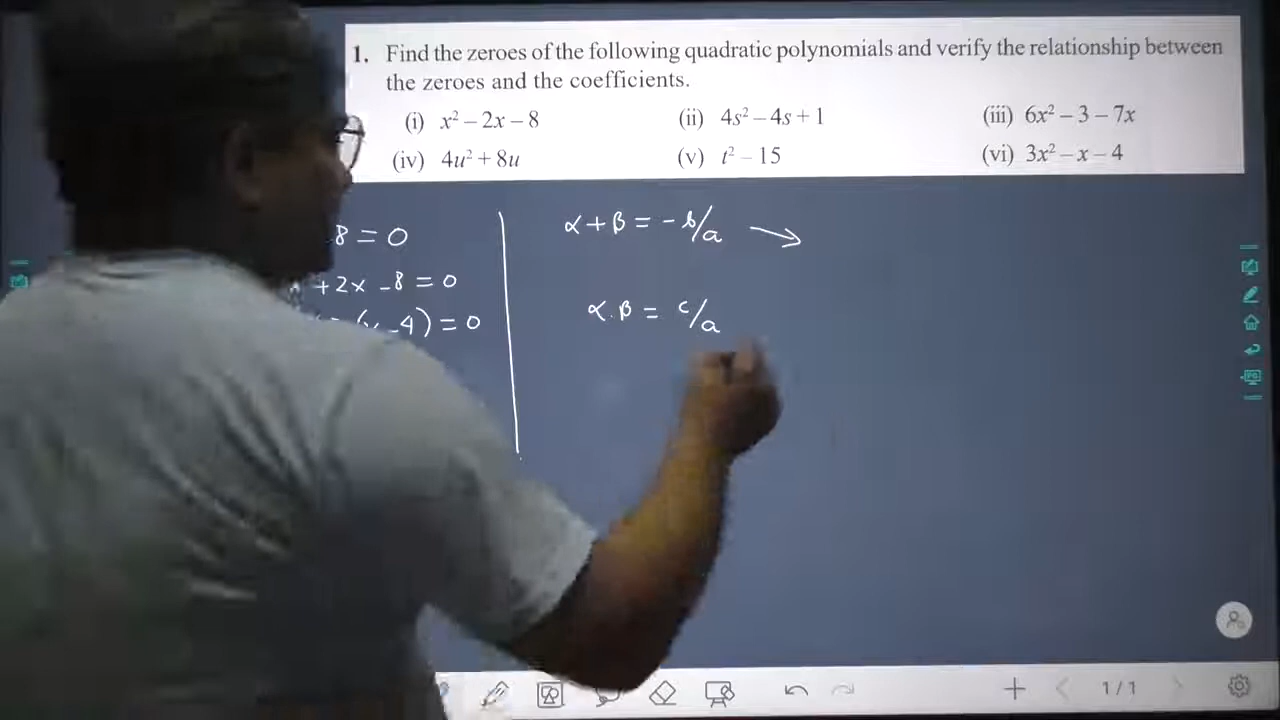 1. Find the zeroes of the following quadratic polynomials and verify the relationship between
the zeroes and the coefficients.
(i) x² – 2x – 8 (ii) 4s² – 4s + 1 (iii) 6x² – 3 – 7x
(iv) 4u² + 8u (v) t² – 15 (vi) 3x² – x – 4
8 = 0
+ 2x - 8 = 0
- 4) = 0
α + β = - b/a →
α . β = c/a
1 / 1